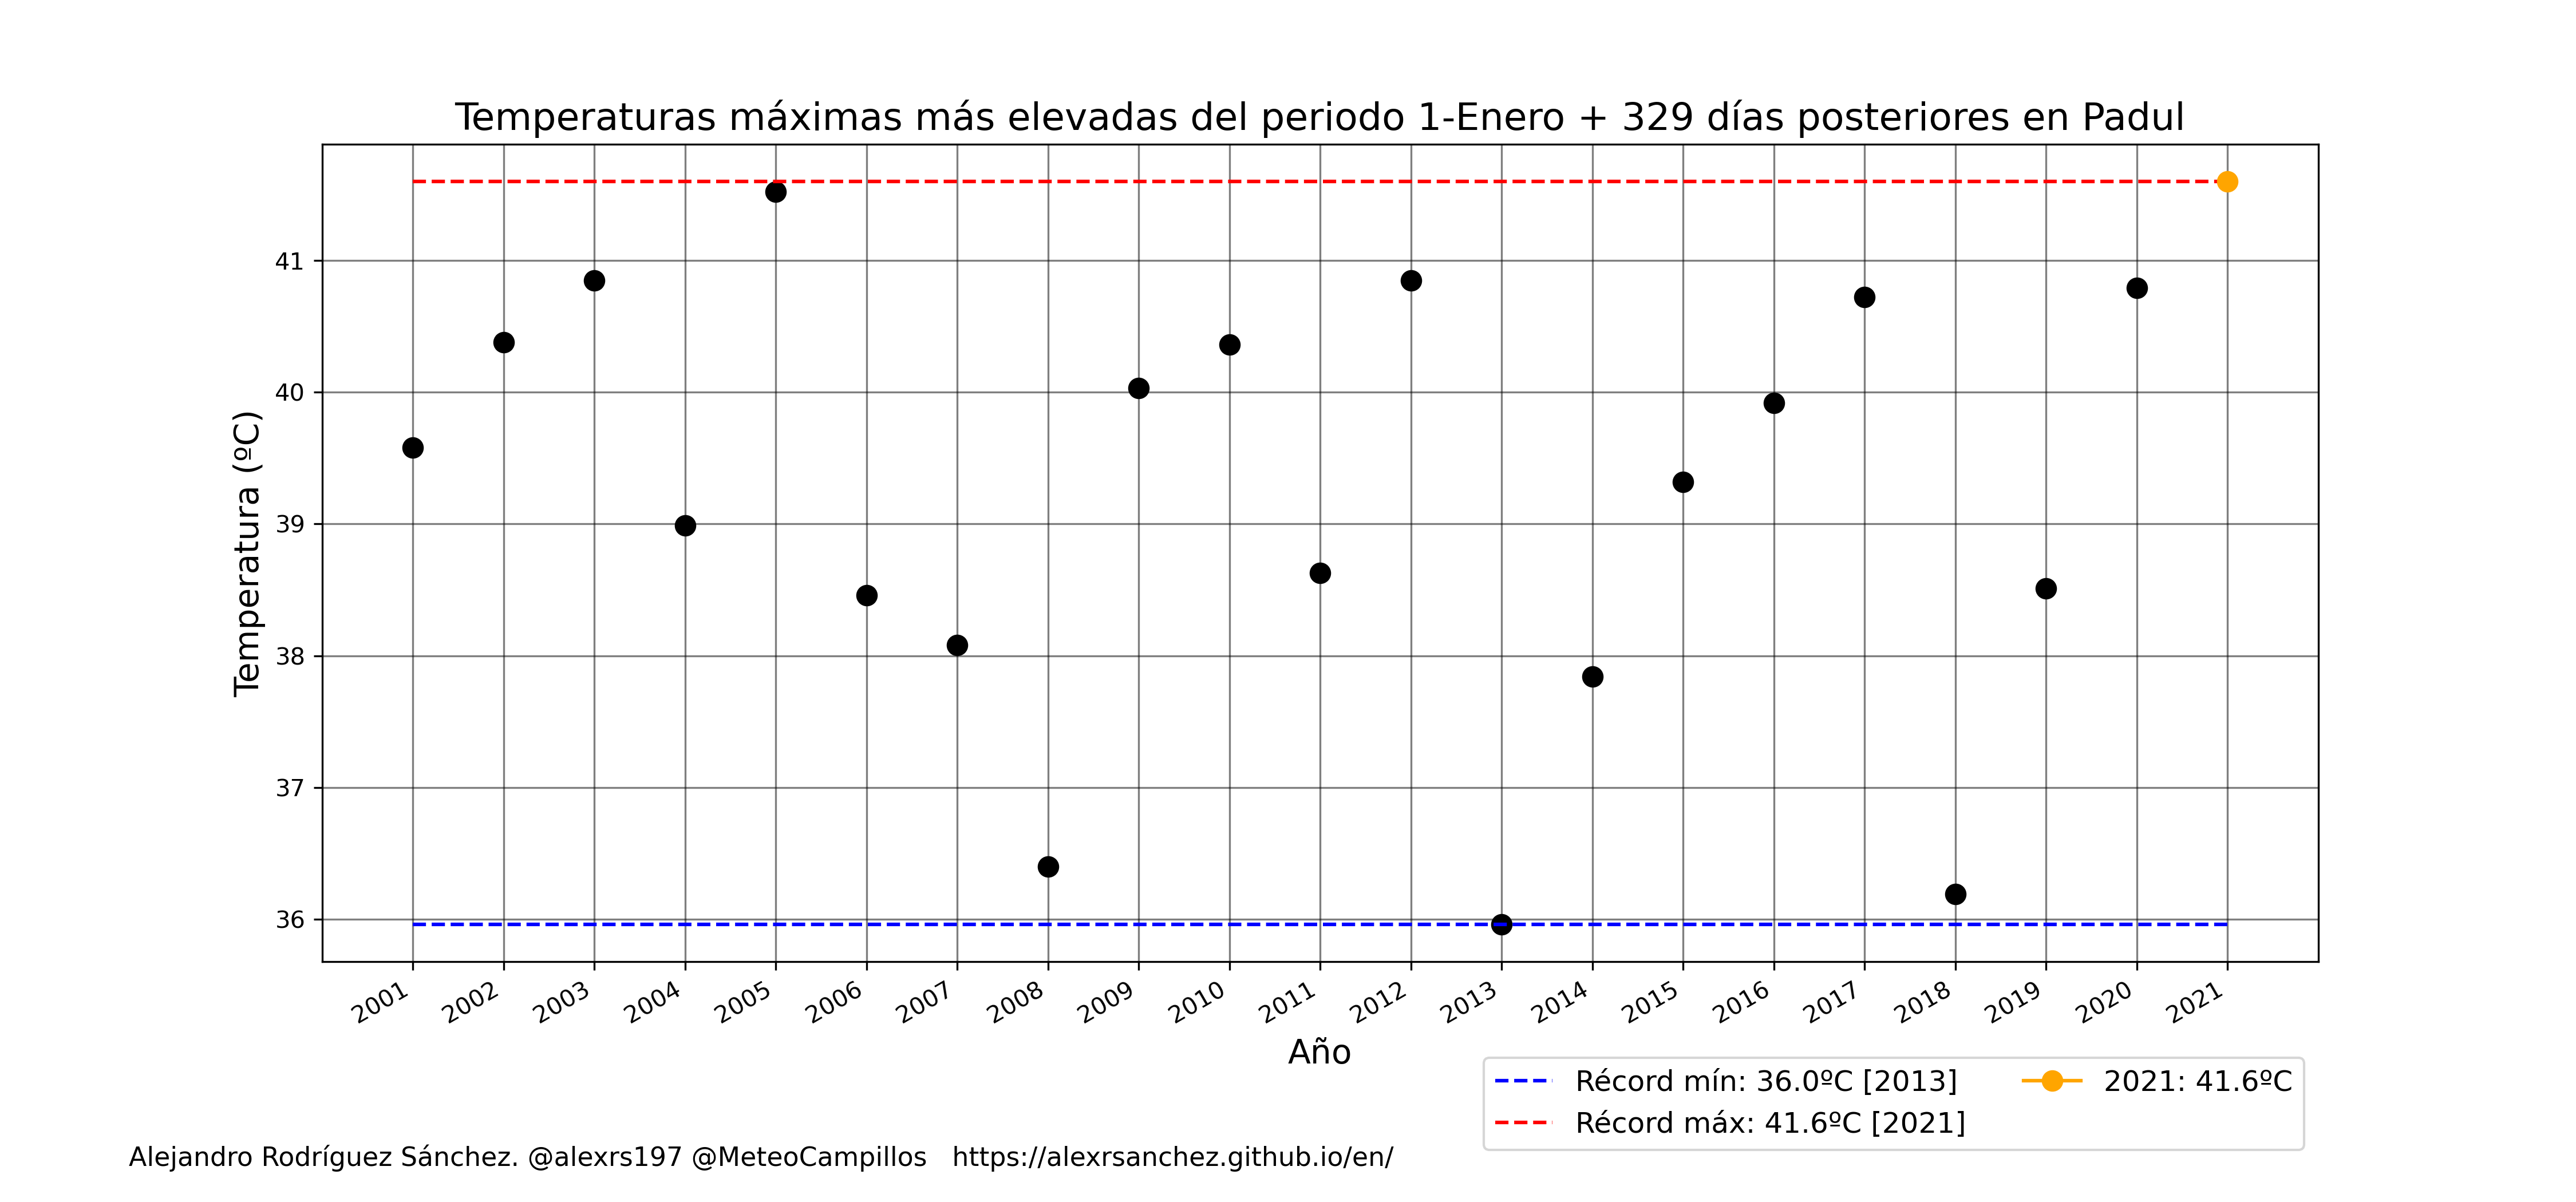 Temperaturas máximas más elevadas del periodo 1-Enero + 329 días posteriores en Padul
Temperatura (ºC)
41
40
39
38
37
36
2001 2002 2003 2004 2005 2006 2007 2008 2009 2010 2011 2012 2013 2014 2015 2016 2017 2018 2019 2020 2021
Año
Récord mín: 36.0ºC [2013]
Récord máx: 41.6ºC [2021]
2021: 41.6ºC
Alejandro Rodríguez Sánchez. @alexrs197 @MeteoCampillos https://alexrsanchez.github.io/en/